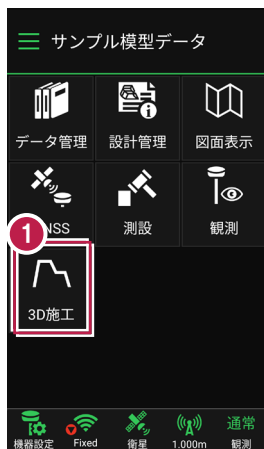 サンプル模型データ
データ管理 設計管理 図面表示
1
NSS 測設 観測
3D施工
通常
機器設定 Fixed 衛星 1.000m 観測